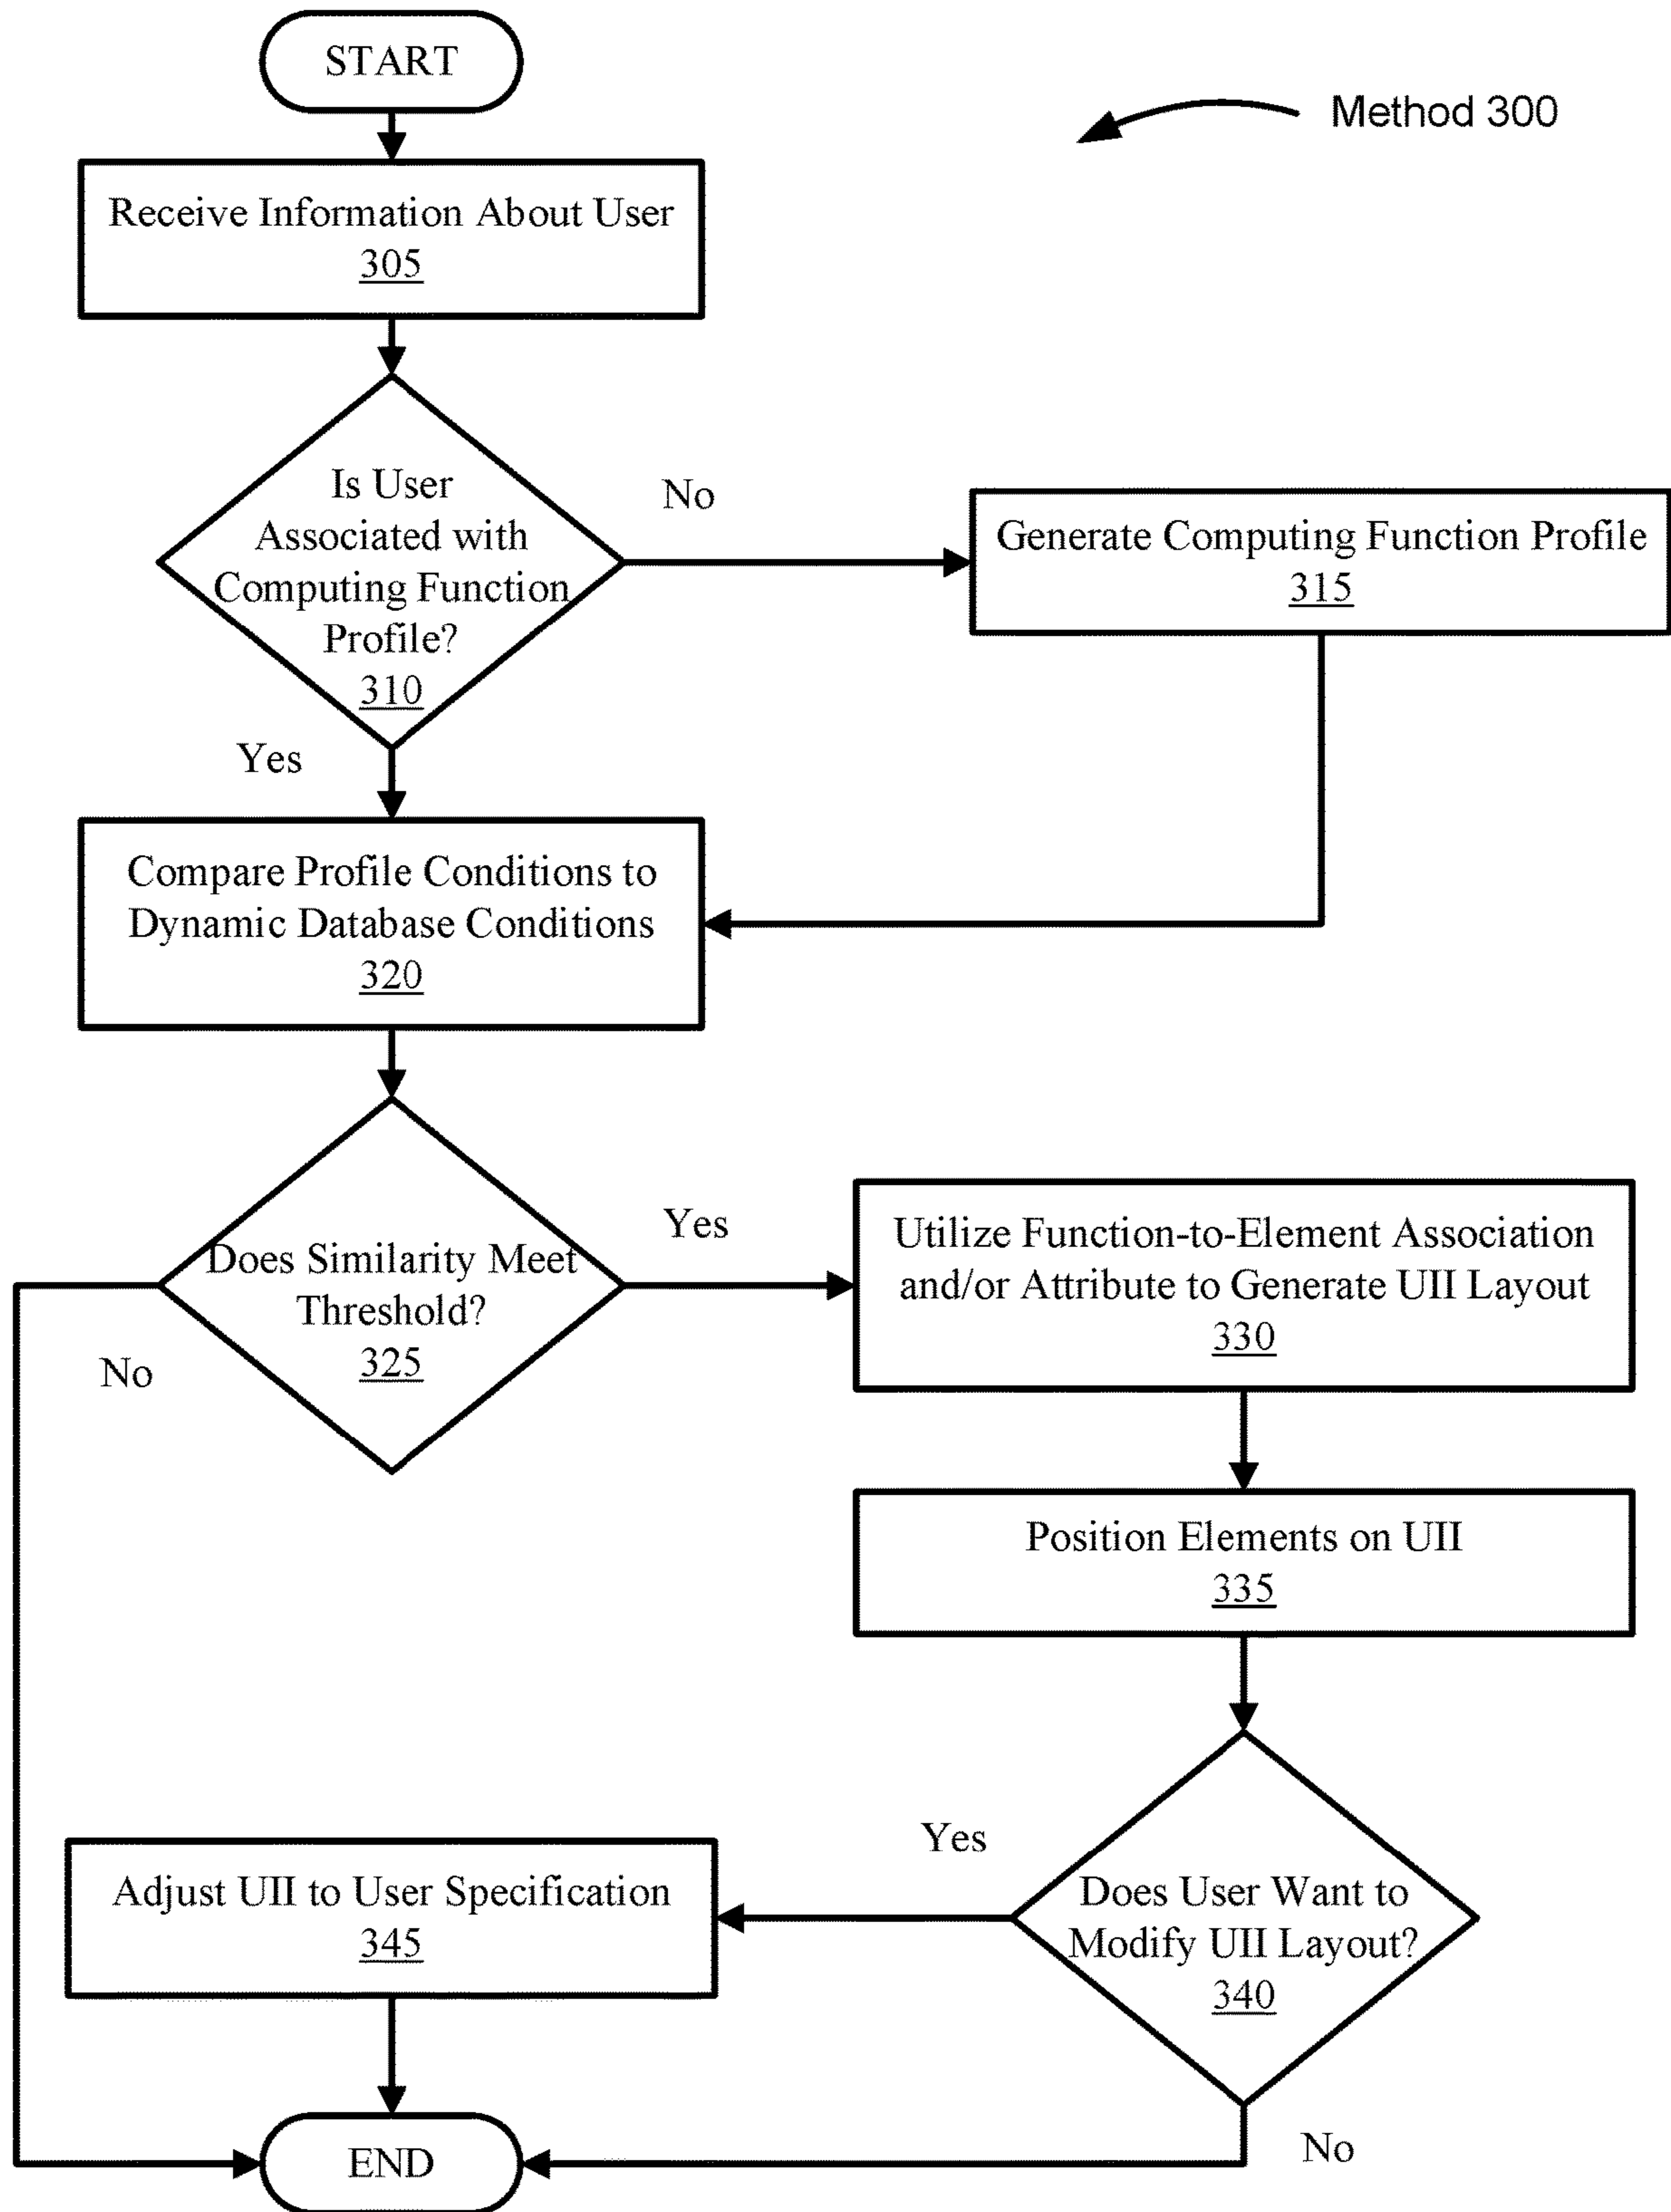 START
Method 300
Receive Information About User
305
Is User
Associated with
Computing Function
Profile?
310
No
Generate Computing Function Profile
315
Yes
Compare Profile Conditions to
Dynamic Database Conditions
320
Does Similarity Meet
Threshold?
325
Yes
No
Utilize Function-to-Element Association
and/or Attribute to Generate UII Layout
330
Position Elements on UII
335
Does User Want to
Modify UII Layout?
340
Yes
Adjust UII to User Specification
345
No
END